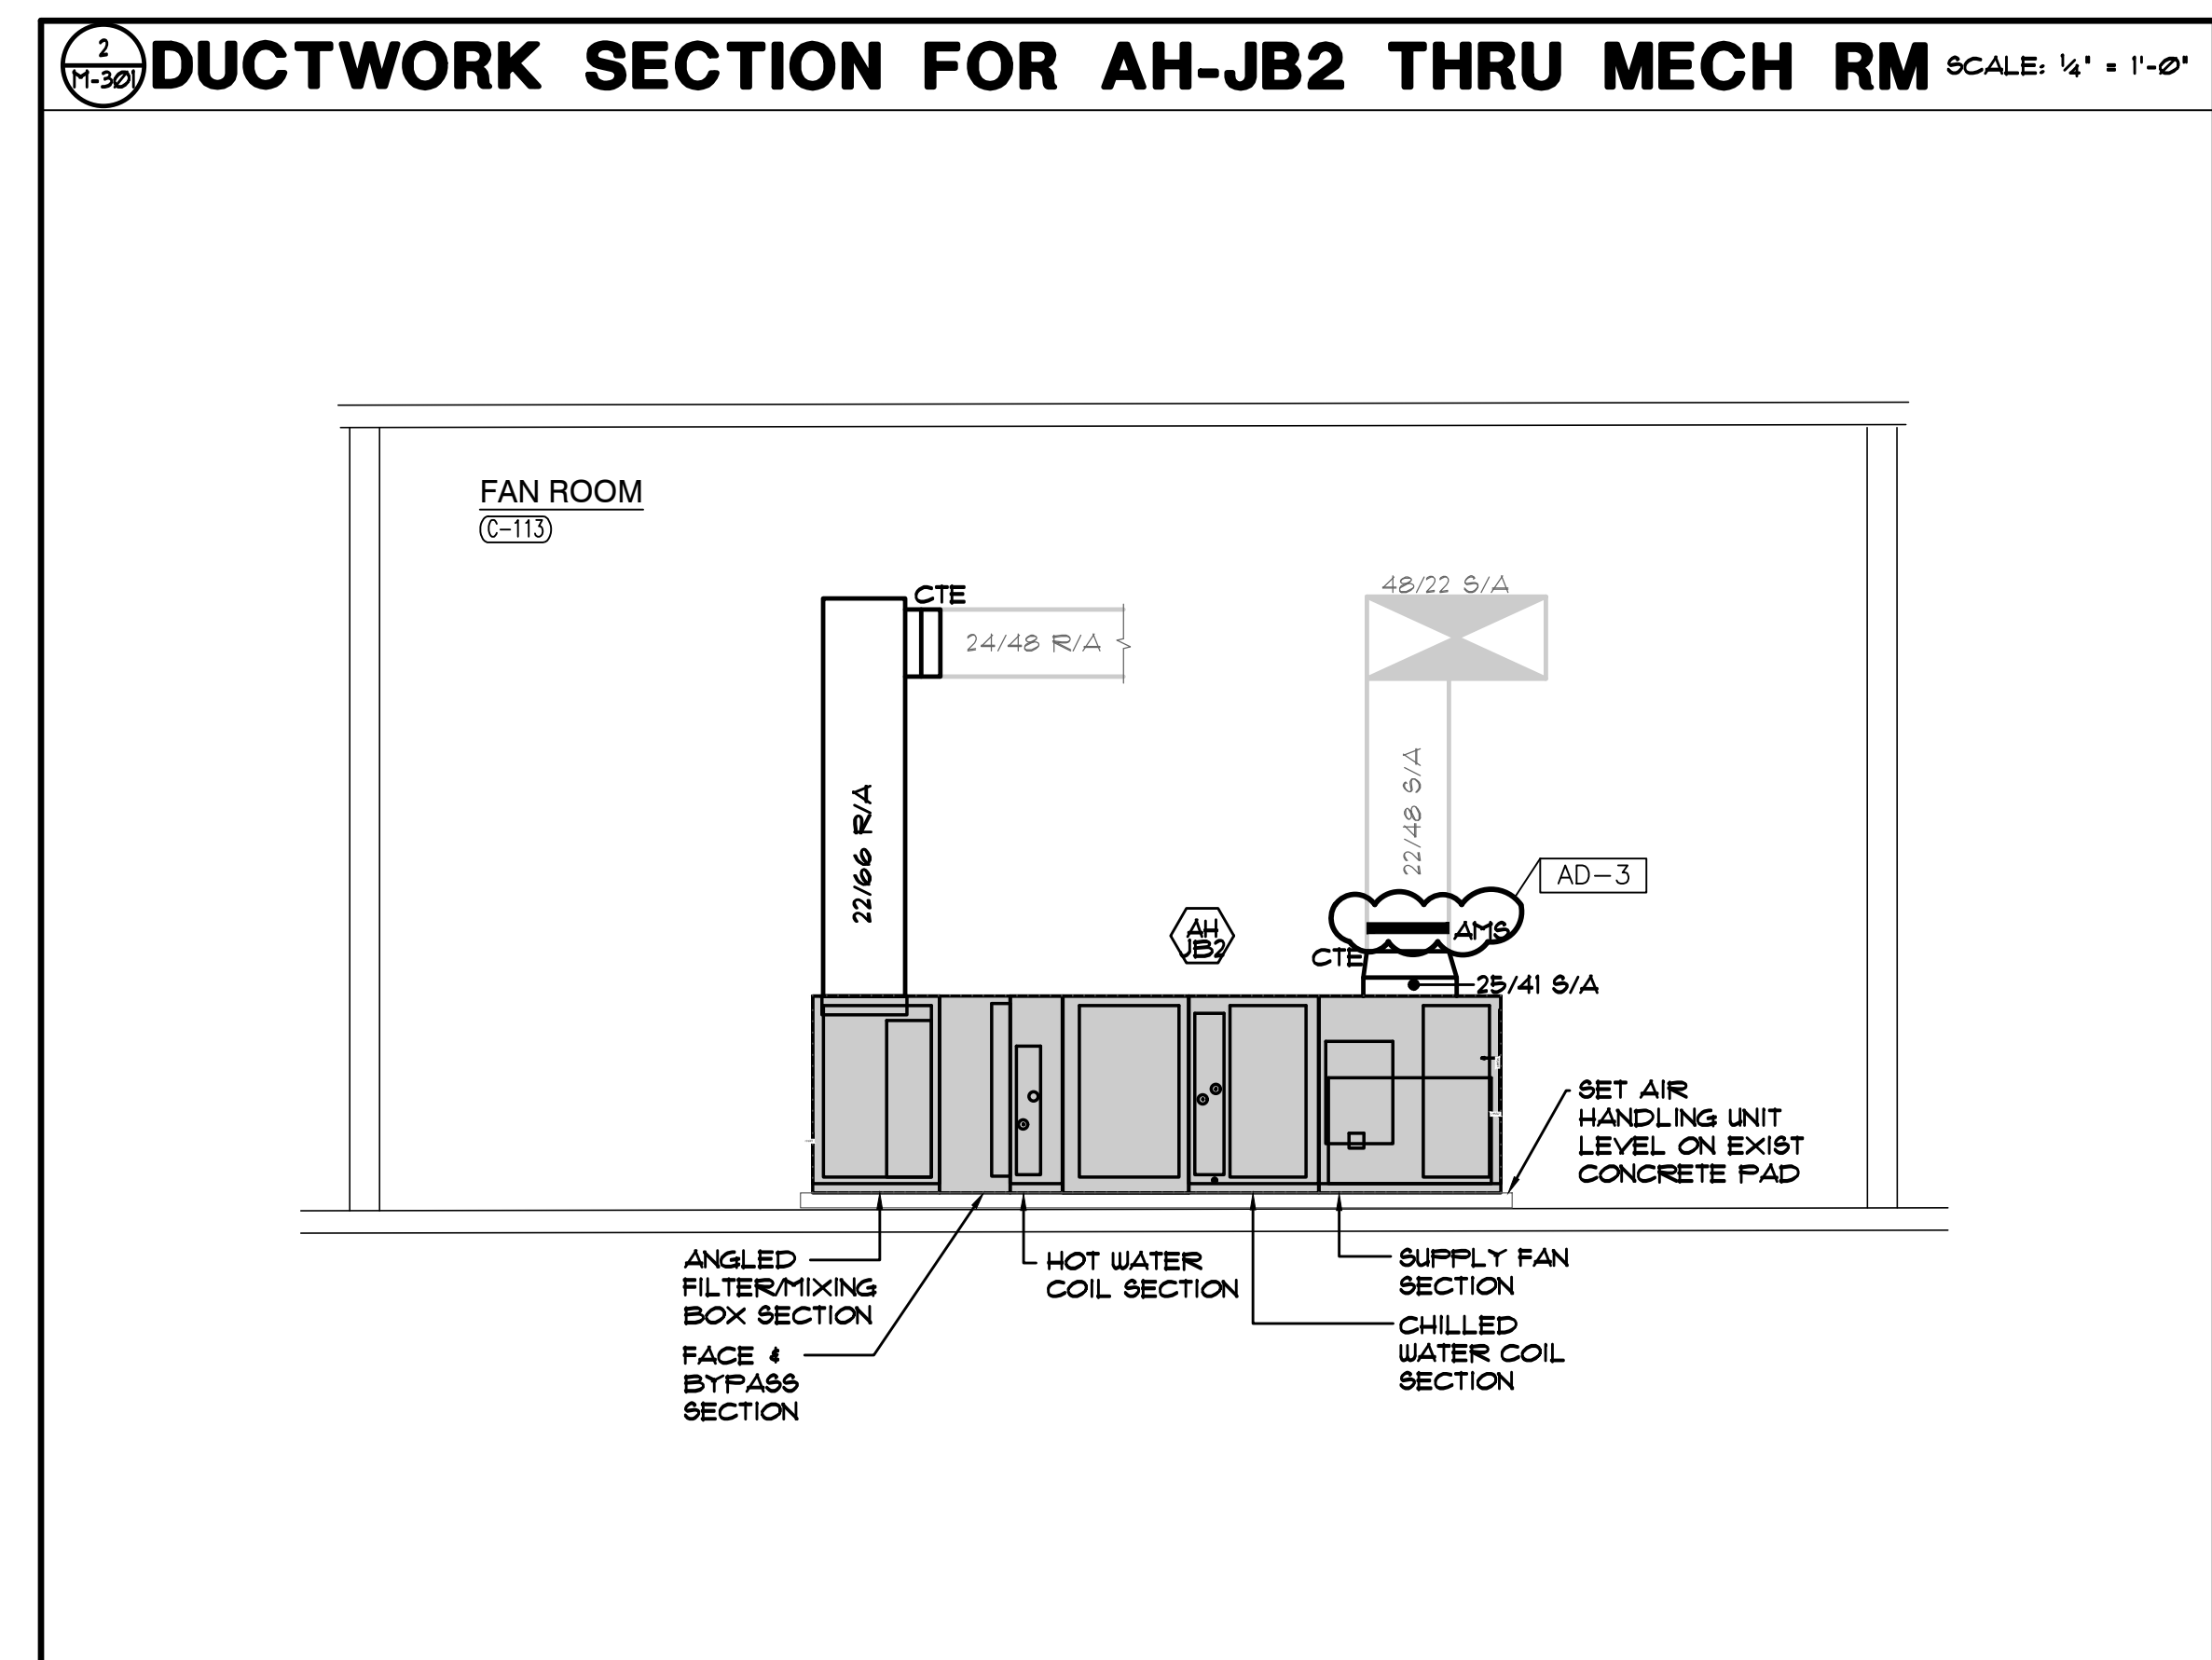 2
M-301
DUCTWORK SECTION FOR AH-JB2 THRU MECH RM
SCALE: 1/4" = 1'-0"
FAN ROOM
C-113
CTE
24/48 R/A
22/66 R/A
48/22 S/A
22/48 S/A
AD-3
AMS
AH
JB2
CTE
25/41 S/A
SET AIR
HANDLING UNIT
LEVEL ON EXIST
CONCRETE PAD
ANGLED
FILTER/MIXING
BOX SECTION
FACE &
BYPASS
SECTION
HOT WATER
COIL SECTION
SUPPLY FAN
SECTION
CHILLED
WATER COIL
SECTION